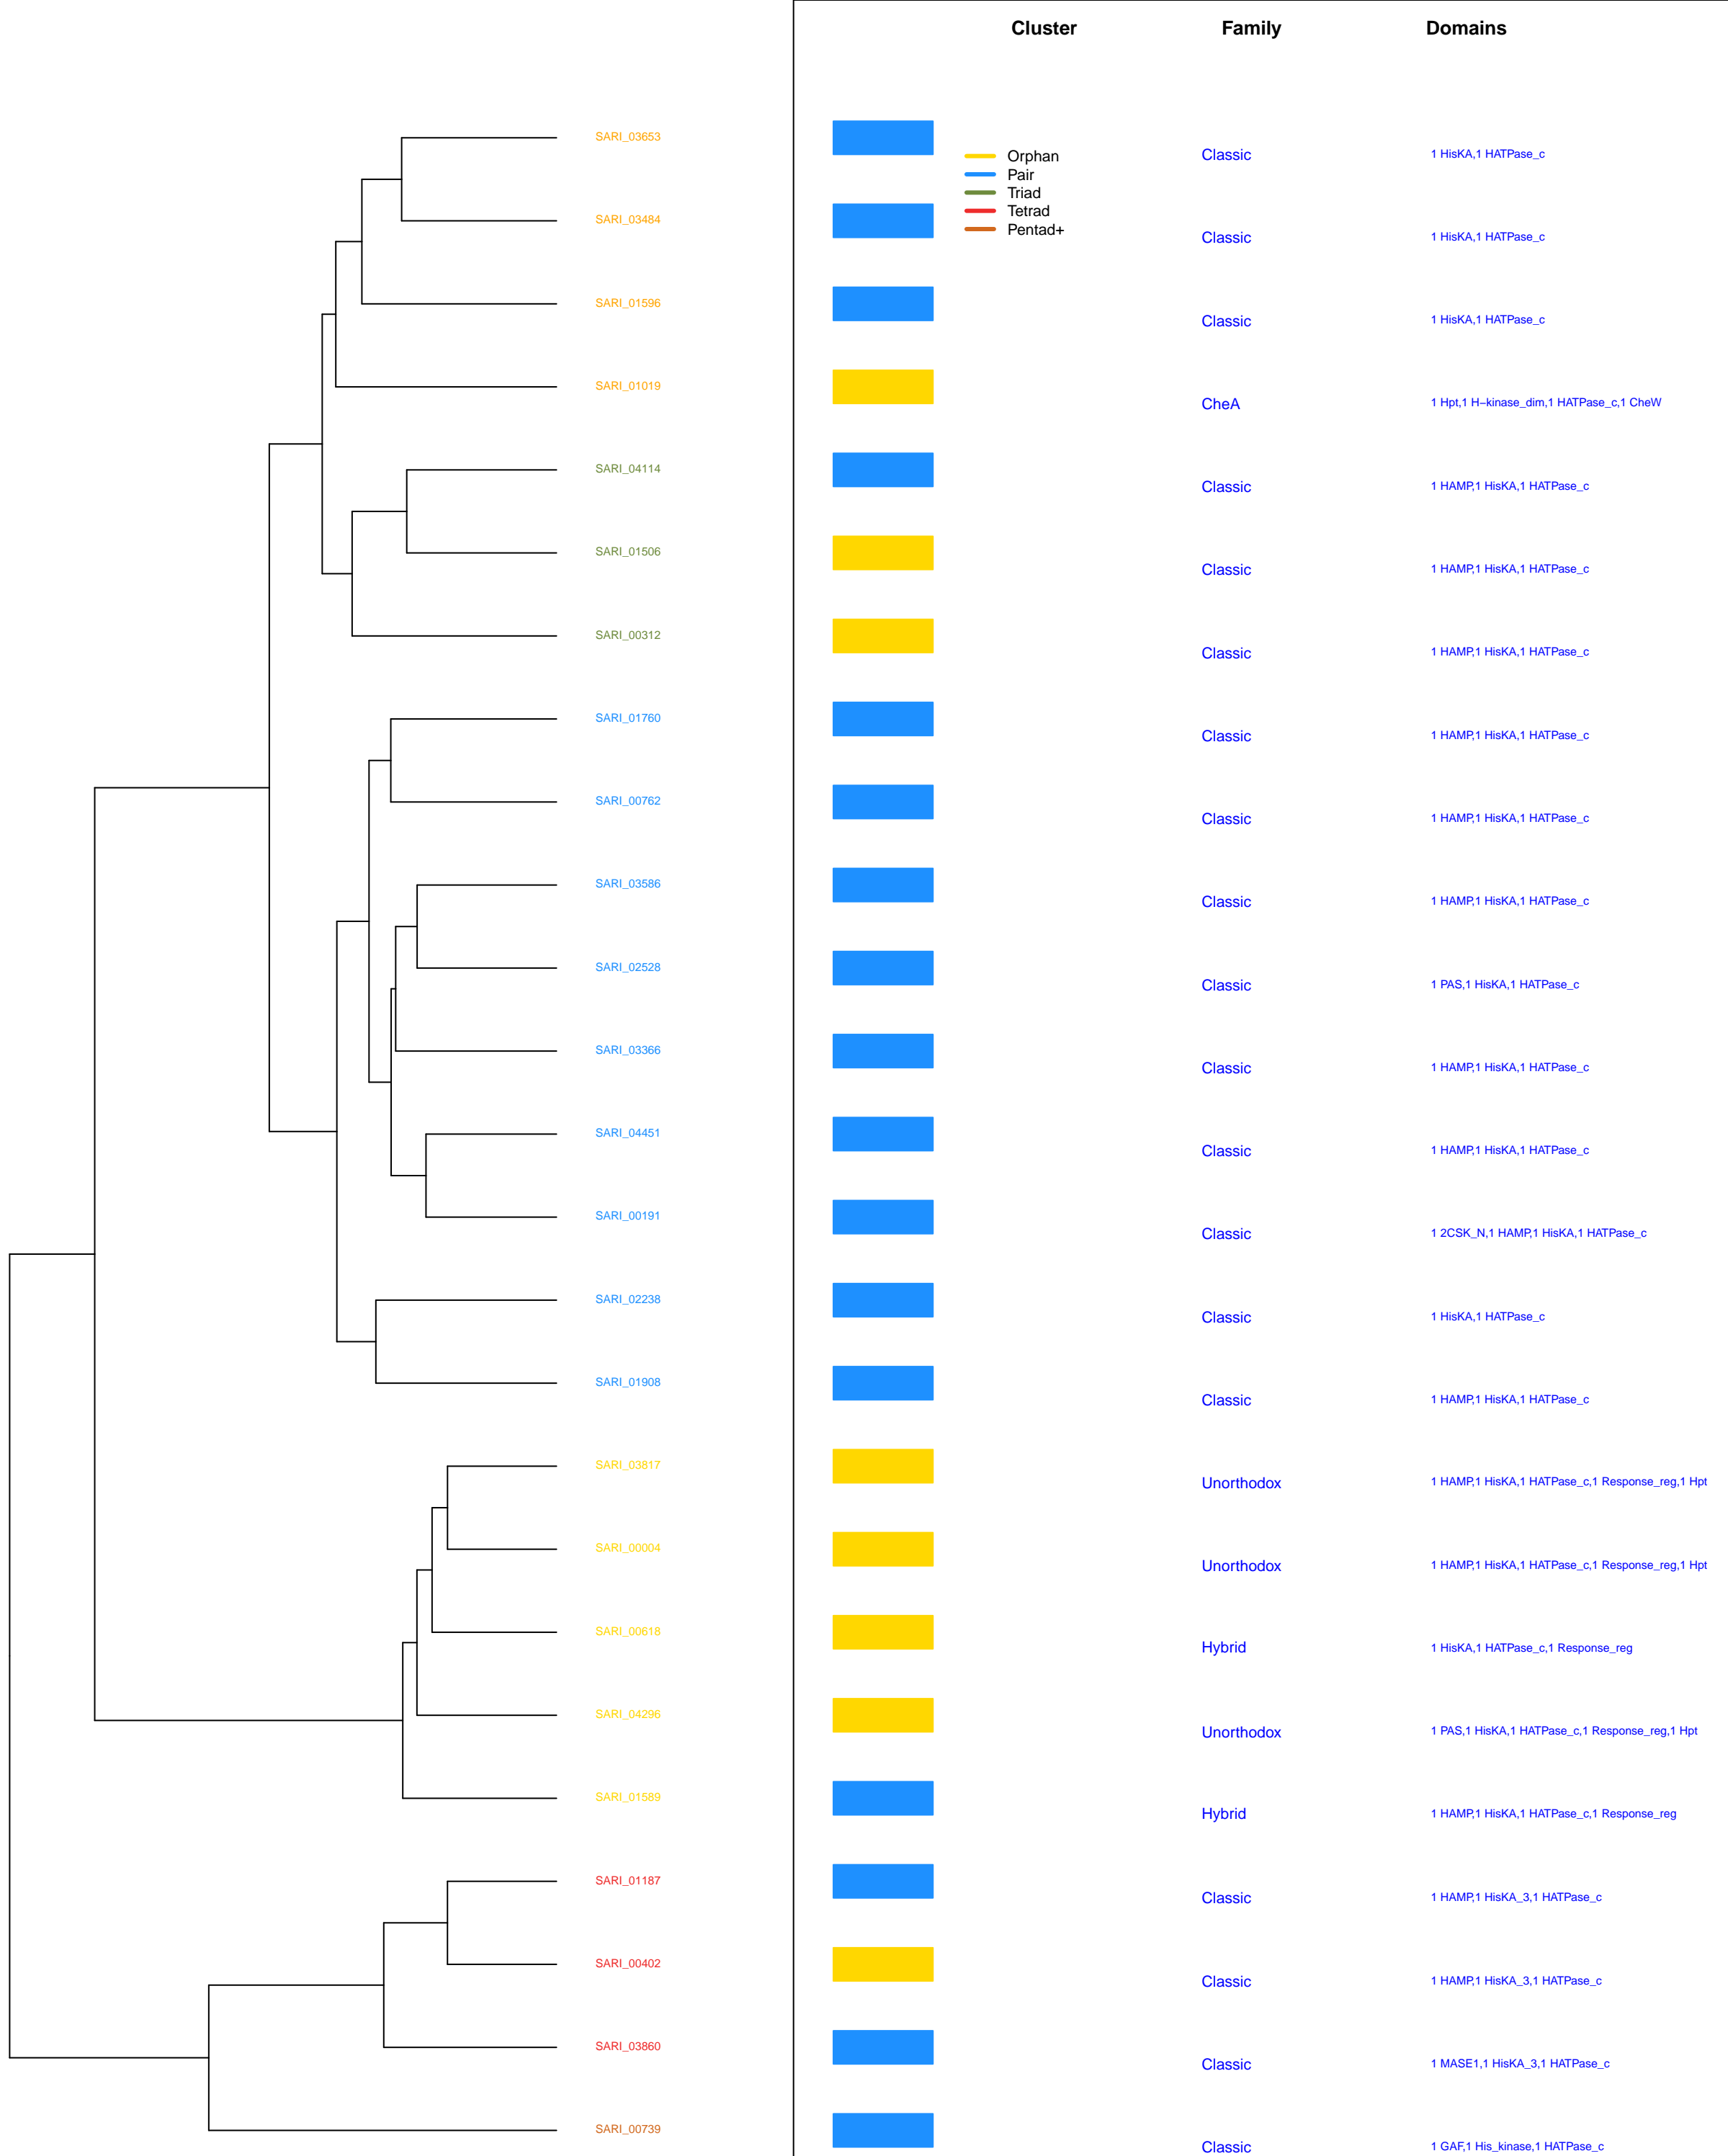 Cluster Family Domains
SARI_03653
Orphan
Classic 1 HisKA,1 HATPase_c
Pair
Triad
Tetrad
SARI_03484
Pentad+
Classic 1 HisKA,1 HATPase_c
SARI_01596
Classic 1 HisKA,1 HATPase_c
SARI_01019
CheA 1 Hpt,1 H−kinase_dim,1 HATPase_c,1 CheW
SARI_04114
Classic 1 HAMP,1 HisKA,1 HATPase_c
SARI_01506
Classic 1 HAMP,1 HisKA,1 HATPase_c
SARI_00312
Classic 1 HAMP,1 HisKA,1 HATPase_c
SARI_01760
Classic 1 HAMP,1 HisKA,1 HATPase_c
SARI_00762
Classic 1 HAMP,1 HisKA,1 HATPase_c
SARI_03586
Classic 1 HAMP,1 HisKA,1 HATPase_c
SARI_02528
Classic 1 PAS,1 HisKA,1 HATPase_c
SARI_03366
Classic 1 HAMP,1 HisKA,1 HATPase_c
SARI_04451
Classic 1 HAMP,1 HisKA,1 HATPase_c
SARI_00191
Classic 1 2CSK_N,1 HAMP,1 HisKA,1 HATPase_c
SARI_02238
Classic 1 HisKA,1 HATPase_c
SARI_01908
Classic 1 HAMP,1 HisKA,1 HATPase_c
SARI_03817
Unorthodox 1 HAMP,1 HisKA,1 HATPase_c,1 Response_reg,1 Hpt
SARI_00004
Unorthodox 1 HAMP,1 HisKA,1 HATPase_c,1 Response_reg,1 Hpt
SARI_00618
Hybrid 1 HisKA,1 HATPase_c,1 Response_reg
SARI_04296
Unorthodox 1 PAS,1 HisKA,1 HATPase_c,1 Response_reg,1 Hpt
SARI_01589
Hybrid 1 HAMP,1 HisKA,1 HATPase_c,1 Response_reg
SARI_01187
Classic 1 HAMP,1 HisKA_3,1 HATPase_c
SARI_00402
Classic 1 HAMP,1 HisKA_3,1 HATPase_c
SARI_03860
Classic 1 MASE1,1 HisKA_3,1 HATPase_c
SARI_00739
Classic 1 GAF,1 His_kinase,1 HATPase_c